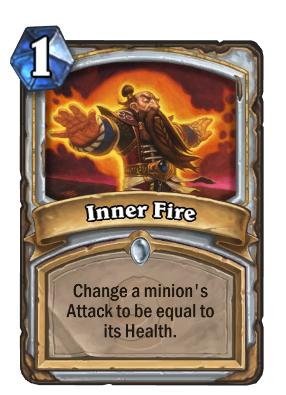 1
Inner Fire
Change a minion's
Attack to be equal to
its Health.